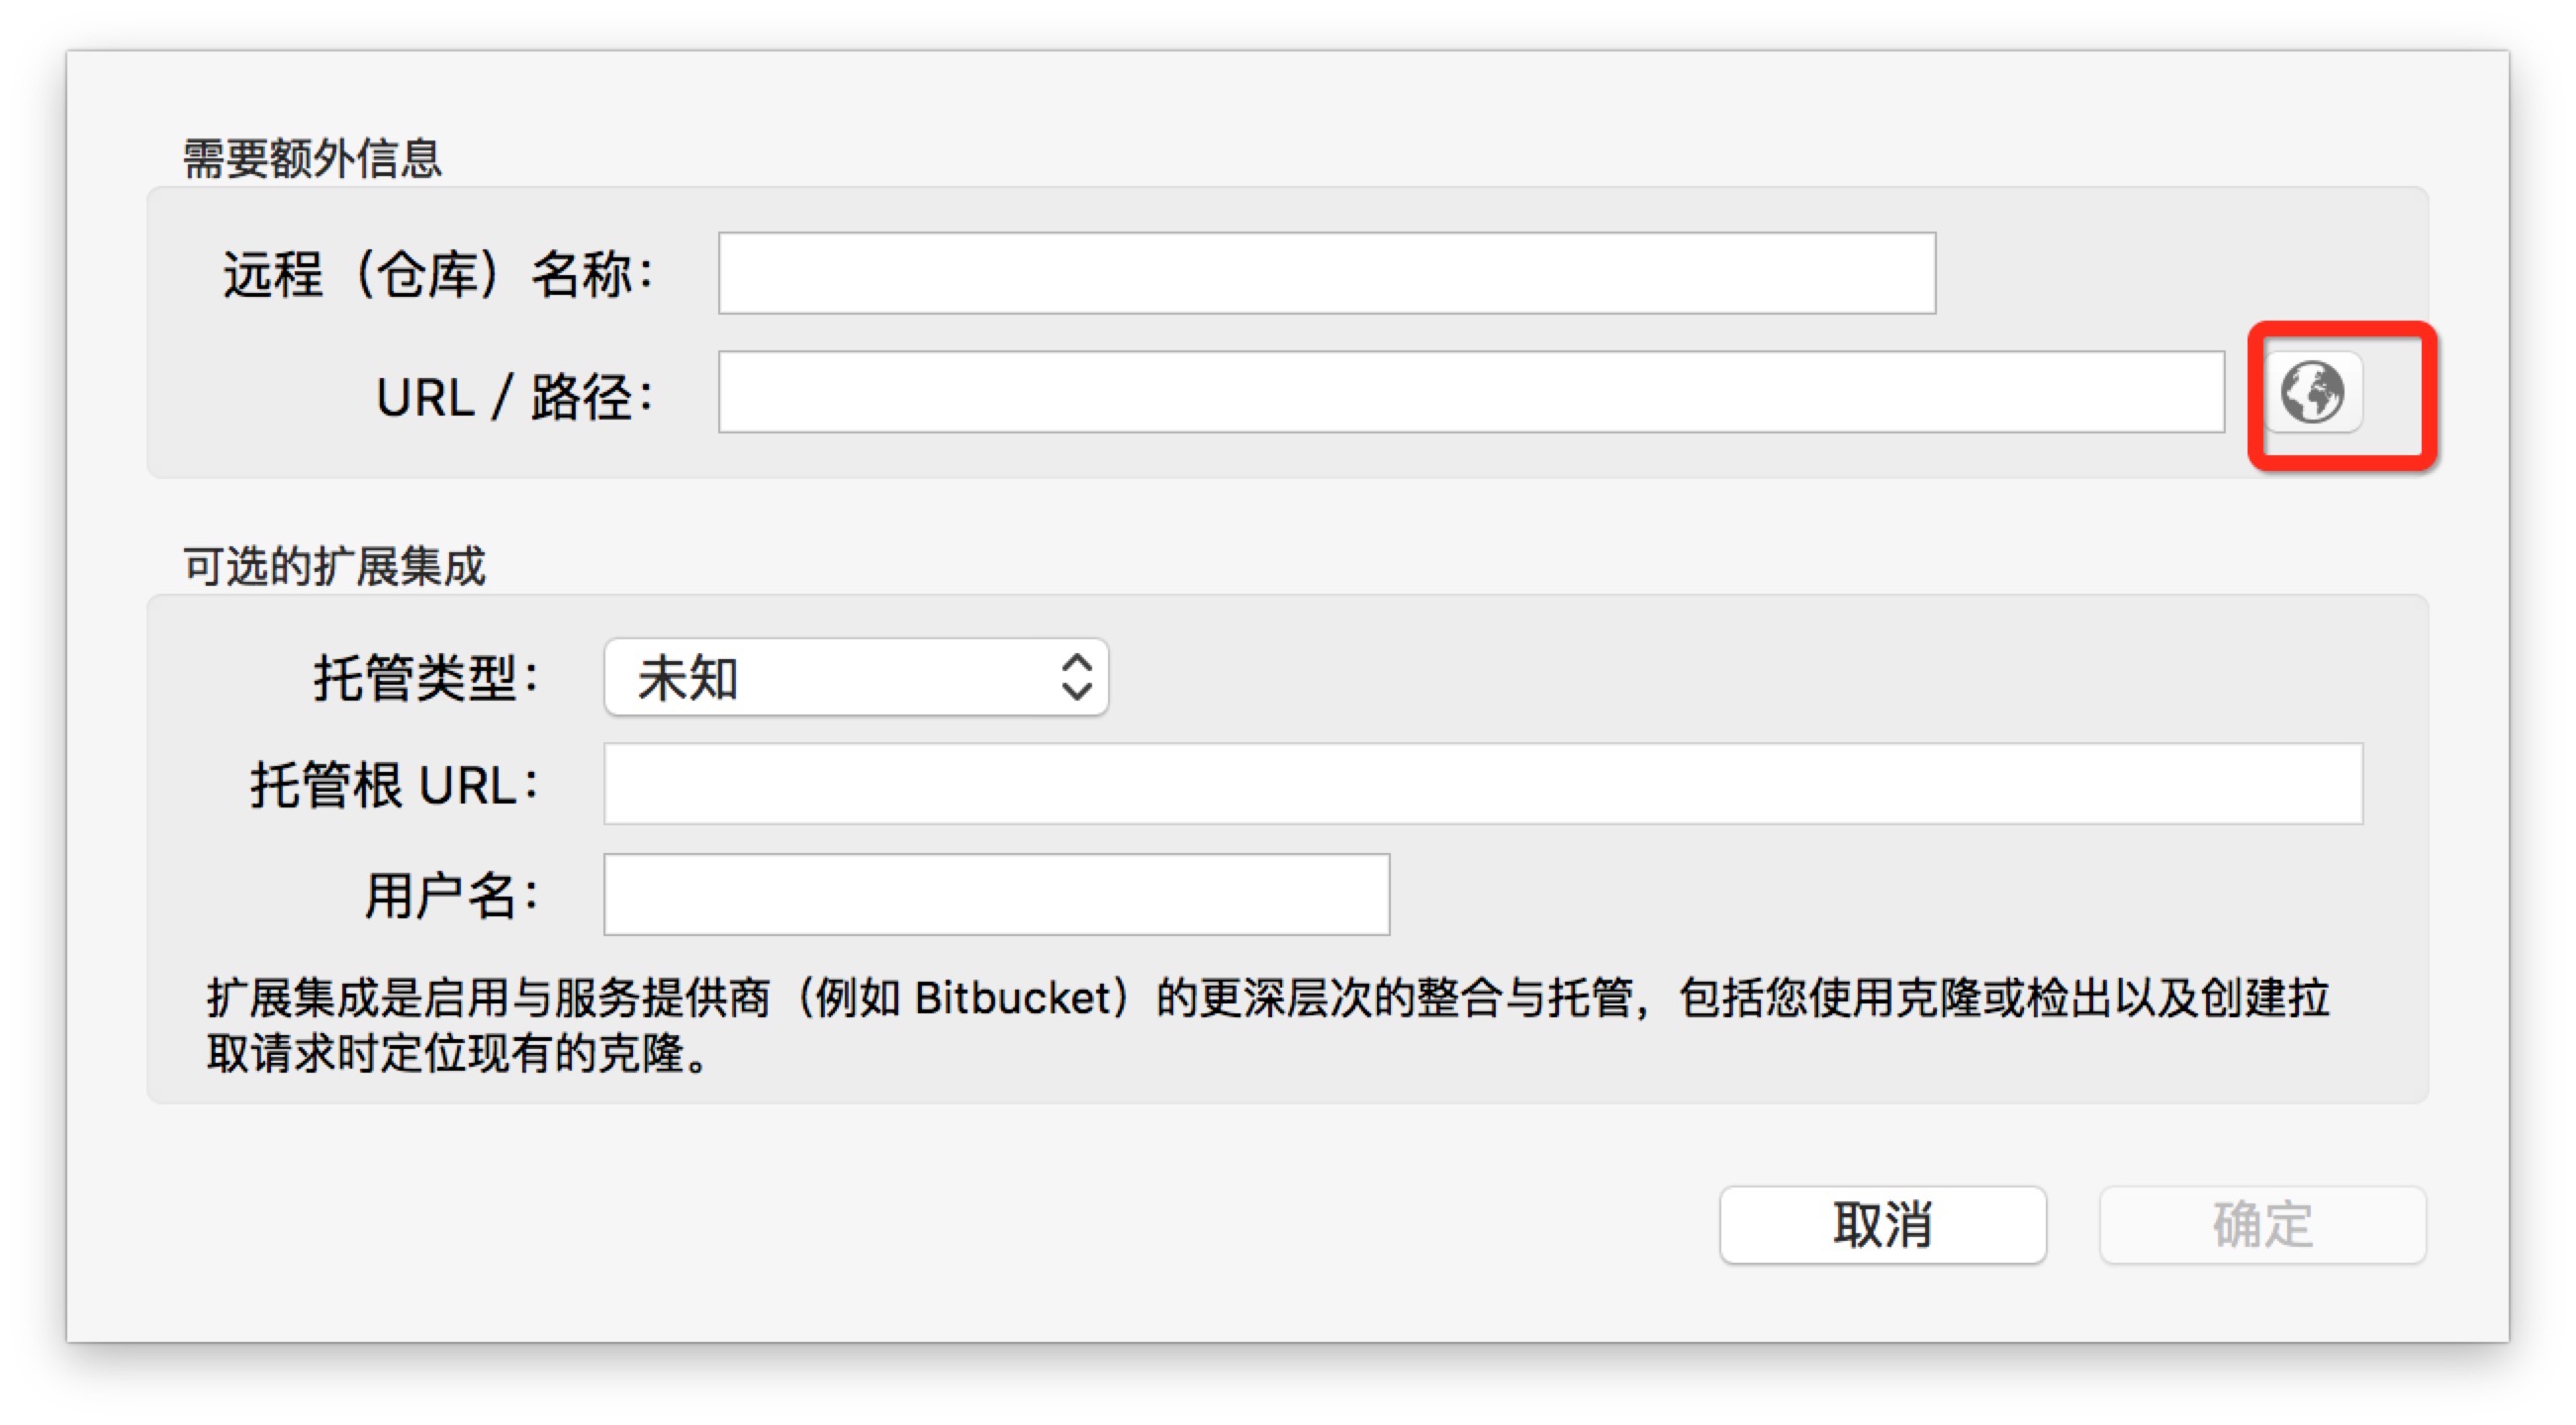 需要额外信息
远程（仓库）名称：
URL / 路径：
可选的扩展集成
托管类型：
未知
托管根 URL：
用户名：
扩展集成是启用与服务提供商（例如 Bitbucket）的更深层次的整合与托管，包括您使用克隆或检出以及创建拉
取请求时定位现有的克隆。
取消
确定